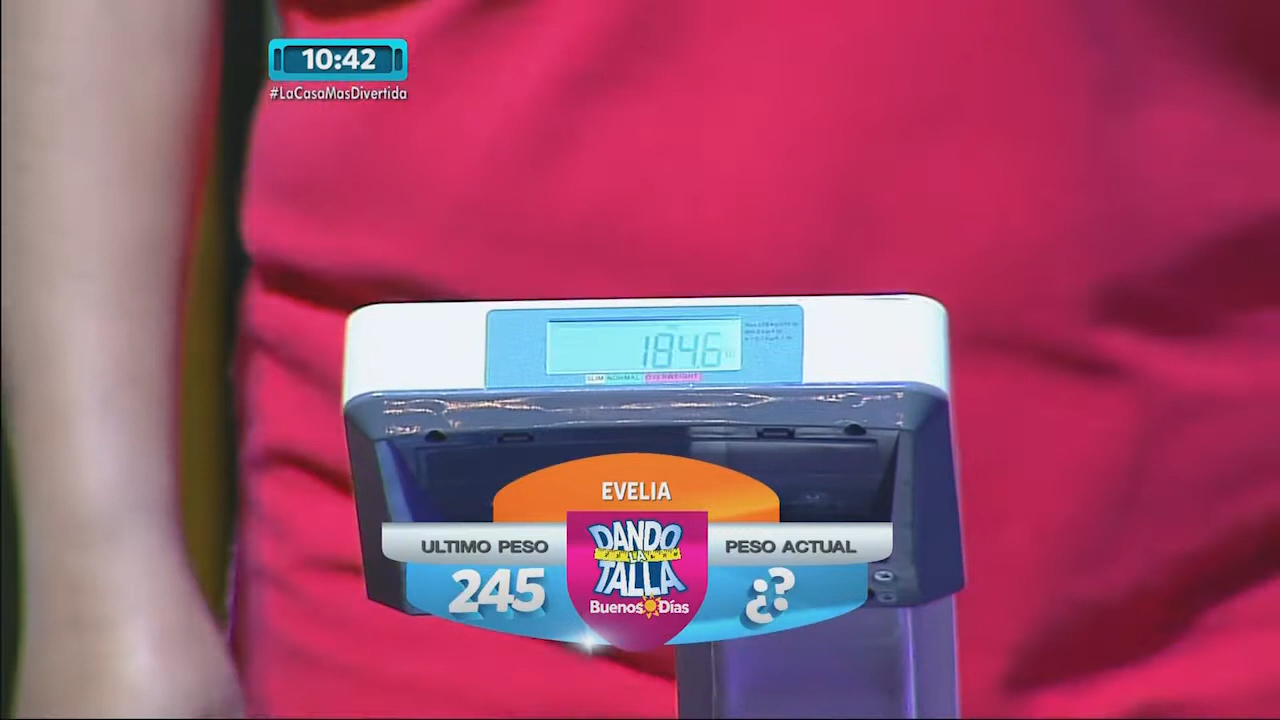 10:42
#LaCasaMasDivertida
184.6
SLIM NORMAL OVERWEIGHT
EVELIA
ULTIMO PESO
245
DANDO
LA
TALLA
Buenos Días
PESO ACTUAL
¿?